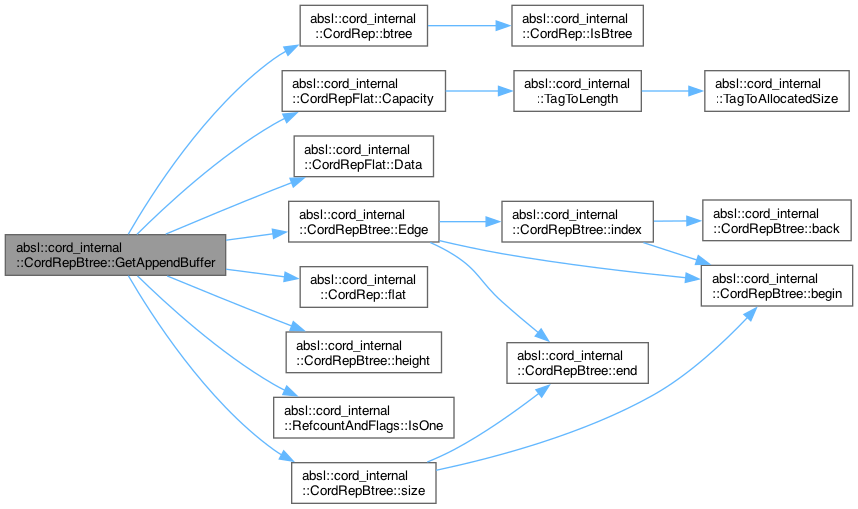 absl::cord_internal
::CordRepBtree::GetAppendBuffer
absl::cord_internal
::CordRep::btree
absl::cord_internal
::CordRep::IsBtree
absl::cord_internal
::CordRepFlat::Capacity
absl::cord_internal
::TagToLength
absl::cord_internal
::TagToAllocatedSize
absl::cord_internal
::CordRepFlat::Data
absl::cord_internal
::CordRepBtree::Edge
absl::cord_internal
::CordRepBtree::index
absl::cord_internal
::CordRepBtree::back
absl::cord_internal
::CordRepBtree::begin
absl::cord_internal
::CordRep::flat
absl::cord_internal
::CordRepBtree::height
absl::cord_internal
::CordRepBtree::end
absl::cord_internal
::RefcountAndFlags::IsOne
absl::cord_internal
::CordRepBtree::size